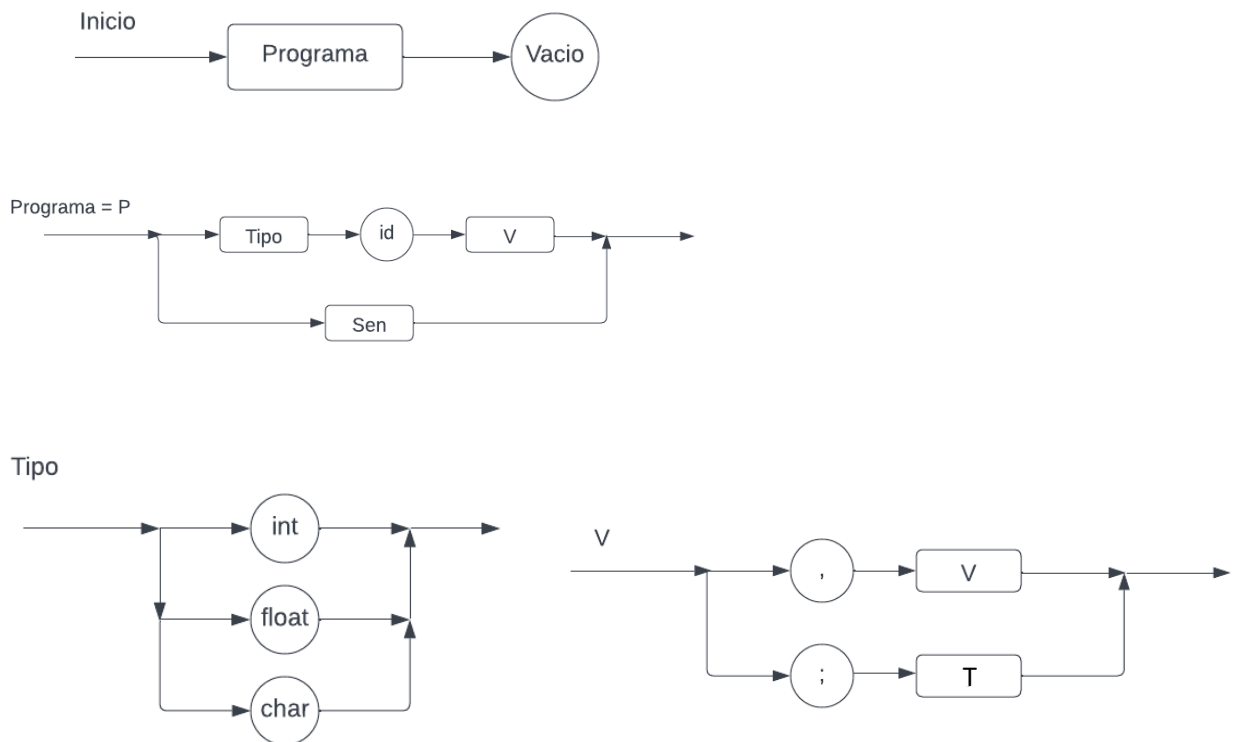 Inicio
Programa
Vacio
Programa = P
Tipo
id
V
Sen
Tipo
int
float
char
V
,
V
;
T